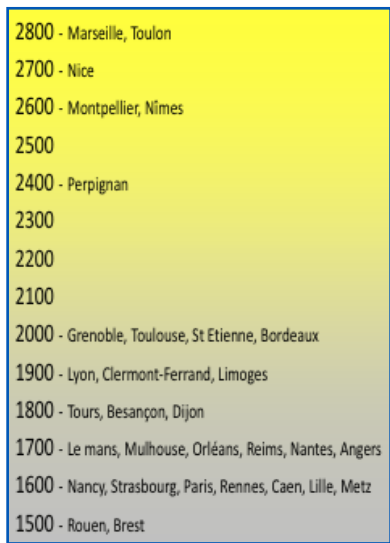 2800 - Marseille, Toulon
2700 - Nice
2600 - Montpellier, Nîmes
2500
2400 - Perpignan
2300
2200
2100
2000 - Grenoble, Toulouse, St Etienne, Bordeaux
1900 - Lyon, Clermont-Ferrand, Limoges
1800 - Tours, Besançon, Dijon
1700 - Le mans, Mulhouse, Orléans, Reims, Nantes, Angers
1600 - Nancy, Strasbourg, Paris, Rennes, Caen, Lille, Metz
1500 - Rouen, Brest